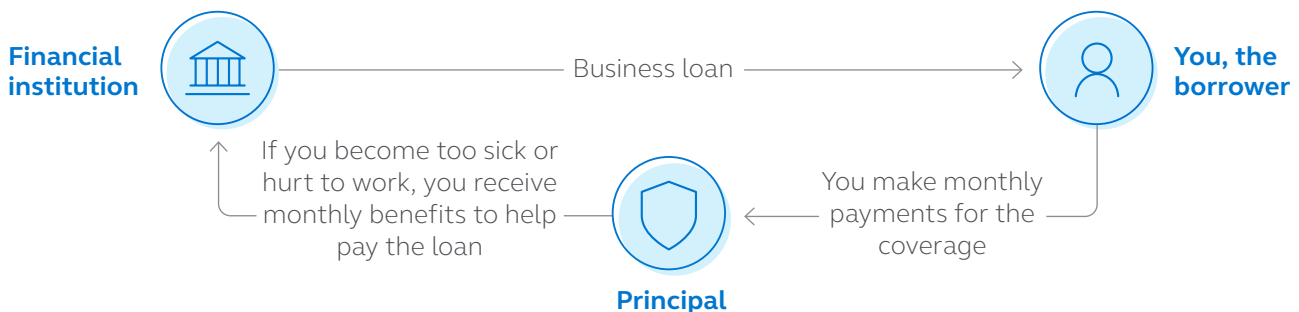 Financial
institution
Business loan
You, the
borrower
If you become too sick or
hurt to work, you receive
monthly benefits to help
pay the loan
You make monthly
payments for the
coverage
Principal